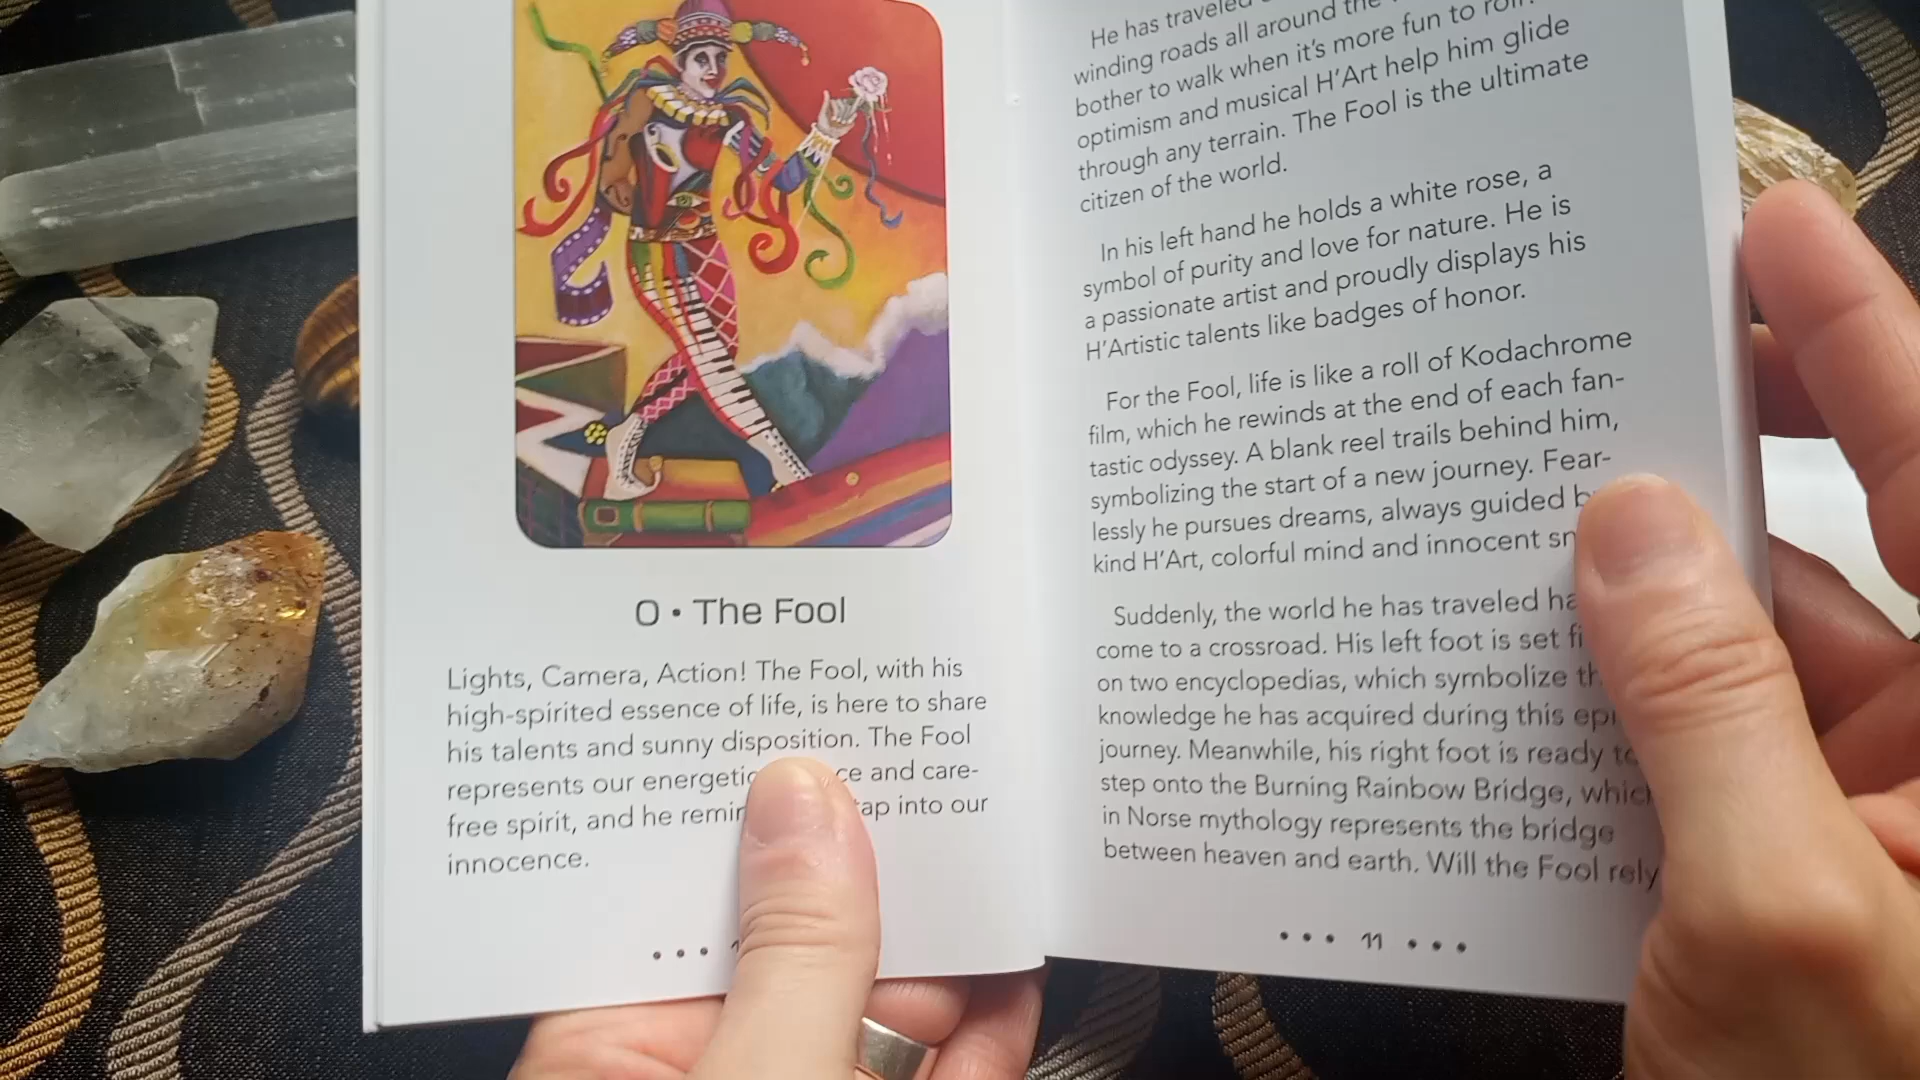 O • The Fool
Lights, Camera, Action! The Fool, with his
high-spirited essence of life, is here to share
his talents and sunny disposition. The Fool
represents our energetic and care-
free spirit, and he tap into our
innocence.
He has traveled
winding roads all around the
bother to walk when it's more fun to roll.
optimism and musical H'Art help him glide
through any terrain. The Fool is the ultimate
citizen of the world.
In his left hand he holds a white rose, a
symbol of purity and love for nature. He is
a passionate artist and proudly displays his
H'Artistic talents like badges of honor.
For the Fool, life is like a roll of Kodachrome
film, which he rewinds at the end of each fan-
tastic odyssey. A blank reel trails behind him,
symbolizing the start of a new journey. Fear-
lessly he pursues dreams, always guided
kind H'Art, colorful mind and innocent
Suddenly, the world he has traveled
come to a crossroad. His left foot is set
on two encyclopedias, which symbolize
knowledge he has acquired during this
journey. Meanwhile, his right foot is ready to
step onto the Burning Rainbow Bridge, which
in Norse mythology represents the bridge
between heaven and earth. Will the Fool rely
• • • 11 • • •